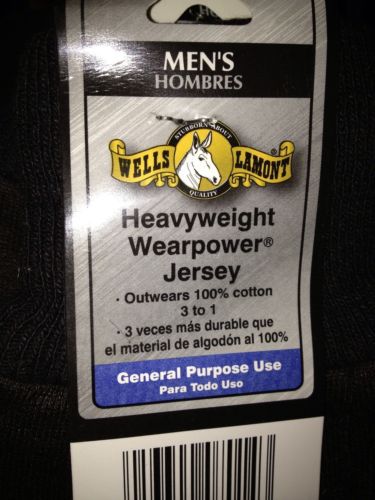 MEN'S
HOMBRES
STUBBORN ABOUT
WELLS LAMONT®
QUALITY
Heavyweight
Wearpower®
Jersey
· Outwears 100% cotton
3 to 1
· 3 veces más durable que
el material de algodón al 100%
General Purpose Use
Para Todo Uso